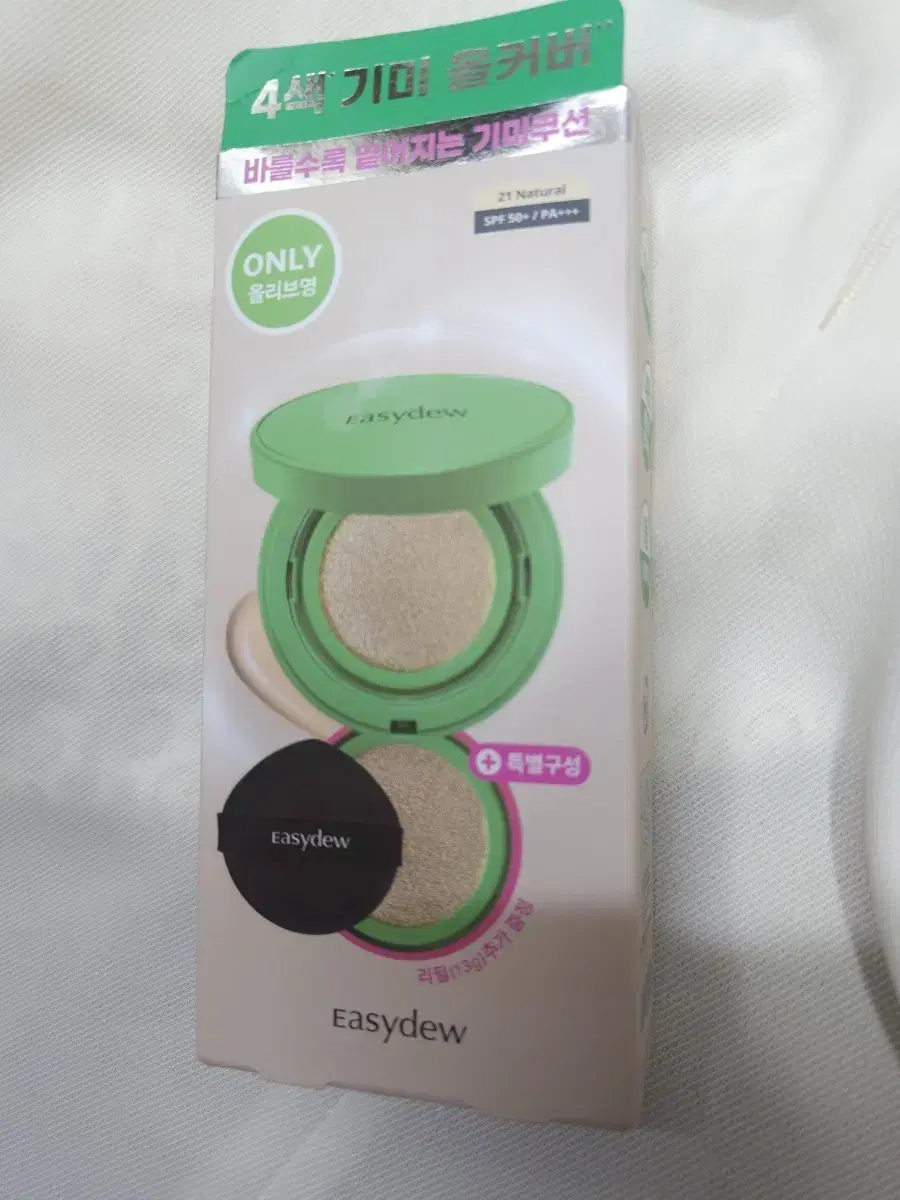 4색* 기미 올커버**
바를수록 옅어지는 기미쿠션
21 Natural
SPF 50+ / PA+++
ONLY
올리브영
Easydew
+ 특별구성
Easydew
리필(13g)추가 증정
Easydew